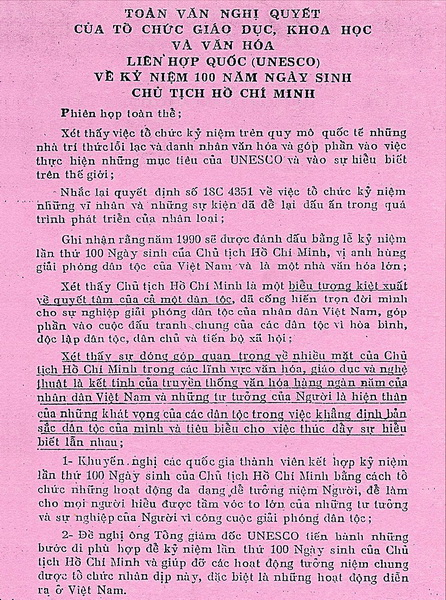 TOÀN VĂN NGHỊ QUYẾT
CỦA TỔ CHỨC GIÁO DỤC, KHOA HỌC
VÀ VĂN HÓA
LIÊN HỢP QUỐC (UNESCO)
VỀ KỶ NIỆM 100 NĂM NGÀY SINH
CHỦ TỊCH HỒ CHÍ MINH
Phiên họp toàn thể;
Xét thấy việc tổ chức kỷ niệm trên quy mô quốc tế những
nhà trí thức lỗi lạc và danh nhân văn hóa và góp phần vào việc
thực hiện những mục tiêu của UNESCO và vào sự hiểu biết
trên thế giới;
Nhắc lại quyết định số 18C 4351 về việc tổ chức kỷ niệm
những vĩ nhân và những sự kiện đã để lại dấu ấn trong quá
trình phát triển của nhân loại;
Ghi nhận rằng năm 1990 sẽ được đánh dấu bằng lễ kỷ niệm
lần thứ 100 Ngày sinh của Chủ tịch Hồ Chí Minh, vị anh hùng
giải phóng dân tộc của Việt Nam và là một nhà văn hóa lớn;
Xét thấy Chủ tịch Hồ Chí Minh là một biểu tượng kiệt xuất
về quyết tâm của cả một dân tộc, đã cống hiến trọn đời mình
cho sự nghiệp giải phóng dân tộc của nhân dân Việt Nam, góp
phần vào cuộc đấu tranh chung của các dân tộc vì hòa bình,
độc lập dân tộc, dân chủ và tiến bộ xã hội;
Xét thấy sự đóng góp quan trọng về nhiều mặt của Chủ
tịch Hồ Chí Minh trong các lĩnh vực văn hóa, giáo dục và nghệ
thuật là kết tinh của truyền thống văn hóa hàng ngàn năm của
nhân dân Việt Nam và những tư tưởng của Người là hiện thân
của những khát vọng của các dân tộc trong việc khẳng định bản
sắc dân tộc của mình và tiêu biểu cho việc thúc đẩy sự hiểu
biết lẫn nhau;
1- Khuyến nghị các quốc gia thành viên kết hợp kỷ niệm
lần thứ 100 Ngày sinh của Chủ tịch Hồ Chí Minh bằng cách tổ
chức những hoạt động đa dạng để tưởng niệm Người, để làm
cho mọi người hiểu được tầm vóc to lớn của những tư tưởng
và sự nghiệp của Người vì công cuộc giải phóng dân tộc;
2- Đề nghị ông Tổng giám đốc UNESCO tiến hành những
bước đi phù hợp để kỷ niệm lần thứ 100 Ngày sinh của Chủ
tịch Hồ Chí Minh và giúp đỡ các hoạt động tưởng niệm chung
được tổ chức nhân dịp này, đặc biệt là những hoạt động diễn
ra ở Việt Nam.